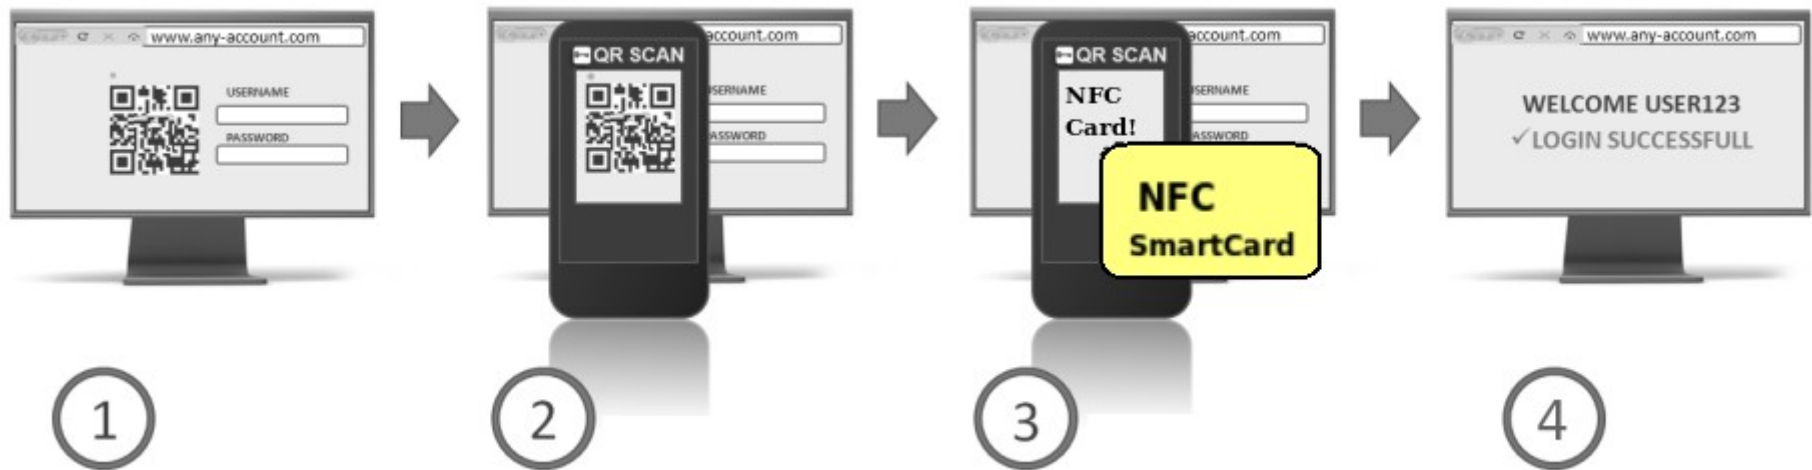 www.any-account.com
USERNAME
PASSWORD
1
account.com
QR SCAN
SERNAME
ASSWORD
2
account.com
QR SCAN
NFC
Card!
SERNAME
ASSWORD
NFC
SmartCard
3
www.any-account.com
WELCOME USER123
✓ LOGIN SUCCESSFULL
4